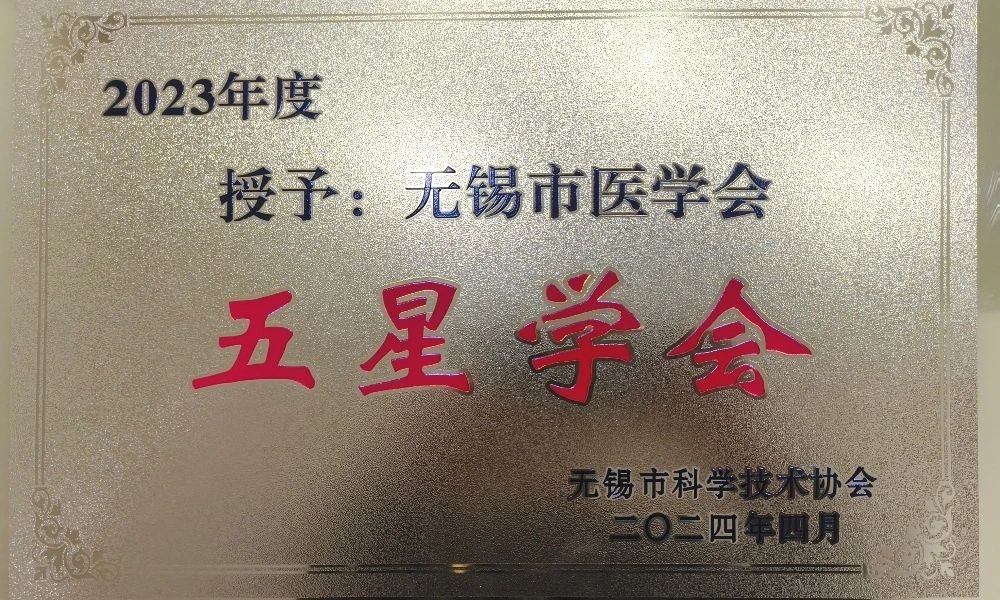 2023年度
授予：无锡市医学会
五星学会
无锡市科学技术协会
二〇二四年四月